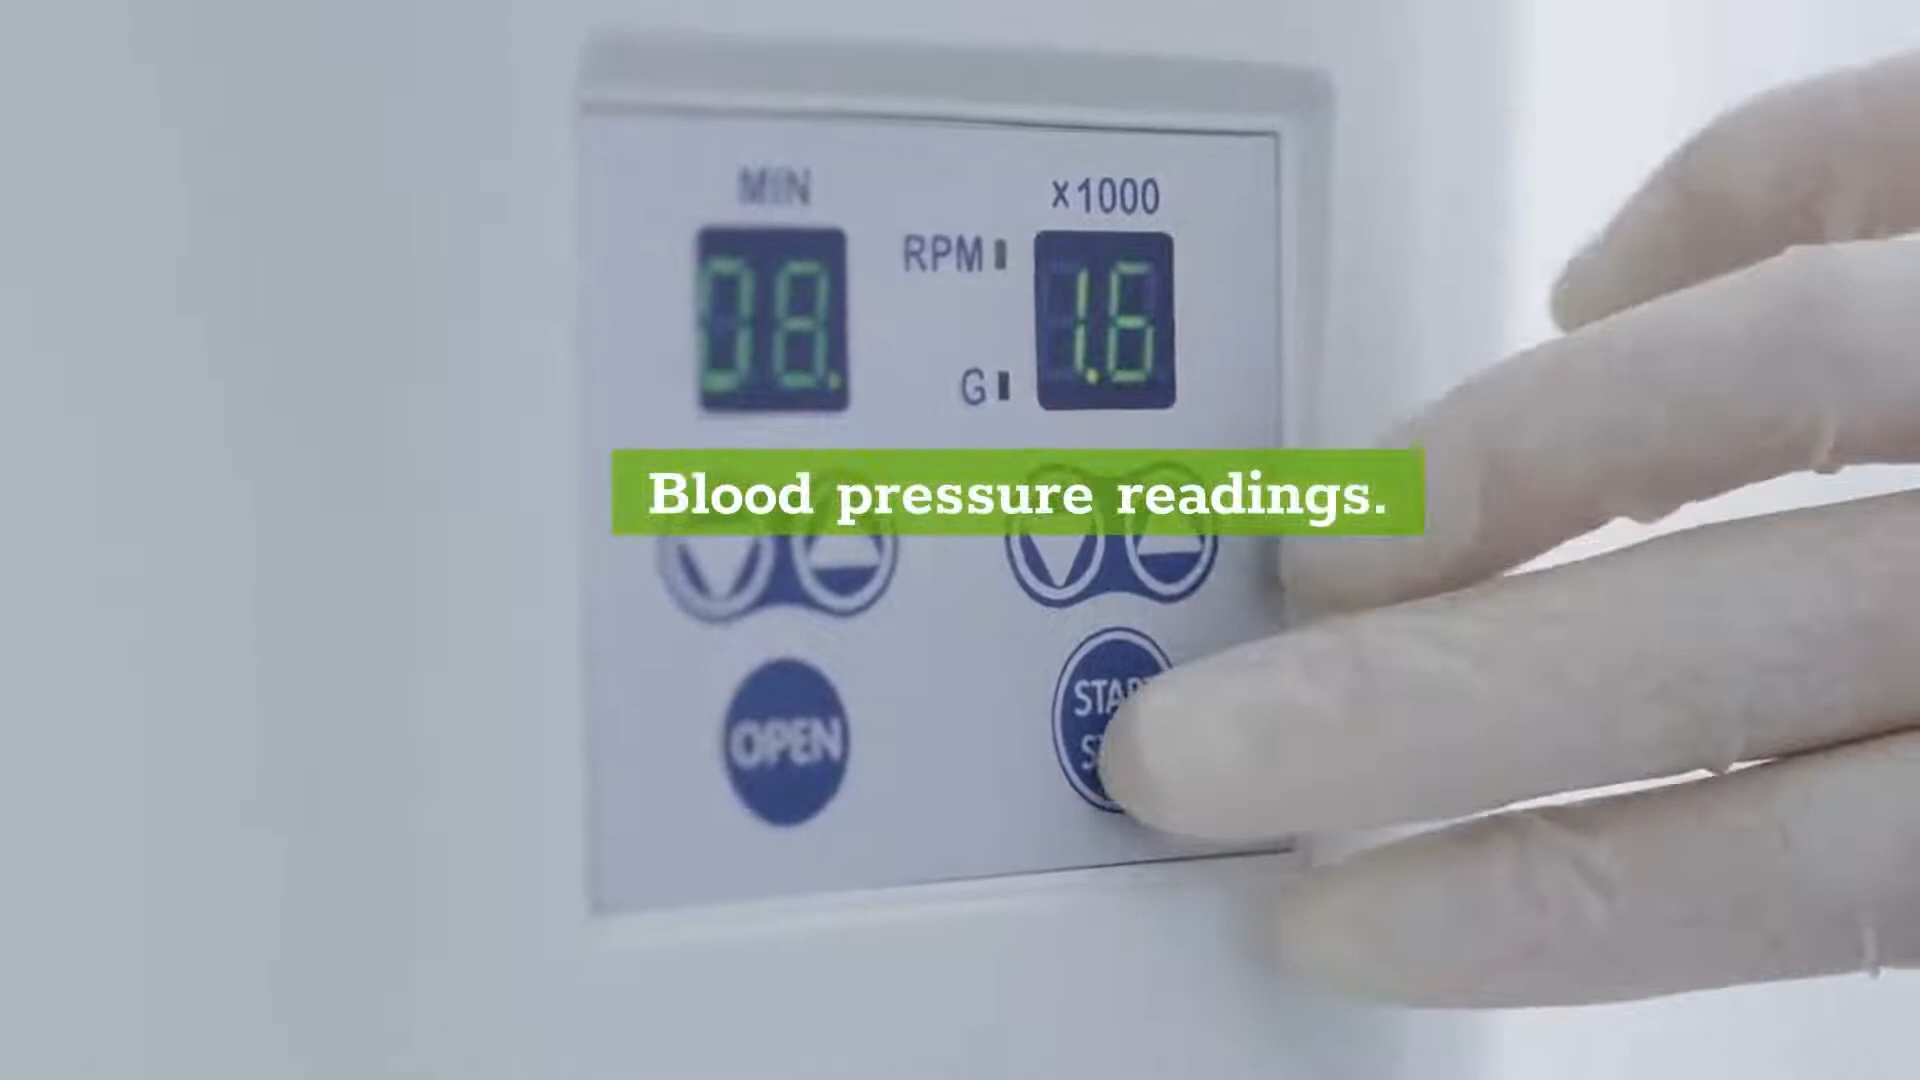 MIN
x1000
RPM
08.
1.6
G
Blood pressure readings.
OPEN